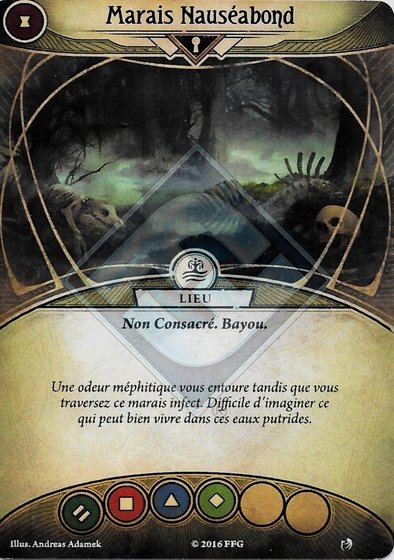 Marais Nauséabond
LIEU
Non Consacré. Bayou.
Une odeur méphitique vous entoure tandis que vous
traversez ce marais infect. Difficile d'imaginer ce
qui peut bien vivre dans ces eaux putrides.
Illus. Andreas Adamek
© 2016 FFG